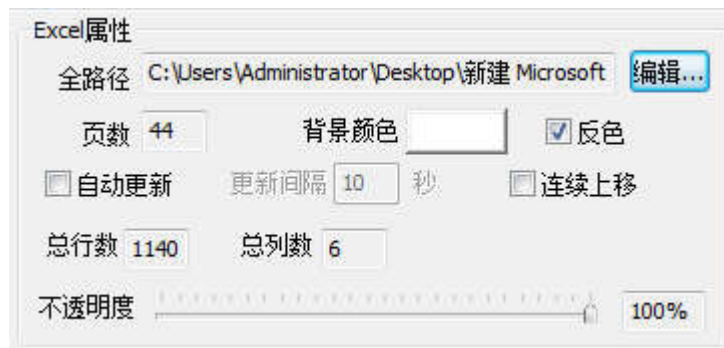 Excel属性
全路径 C:\Users\Administrator\Desktop\新建 Microsoft 编辑...
页数 44 背景颜色 反色
自动更新 更新间隔 10 秒 连续上移
总行数 1140 总列数 6
不透明度 100%